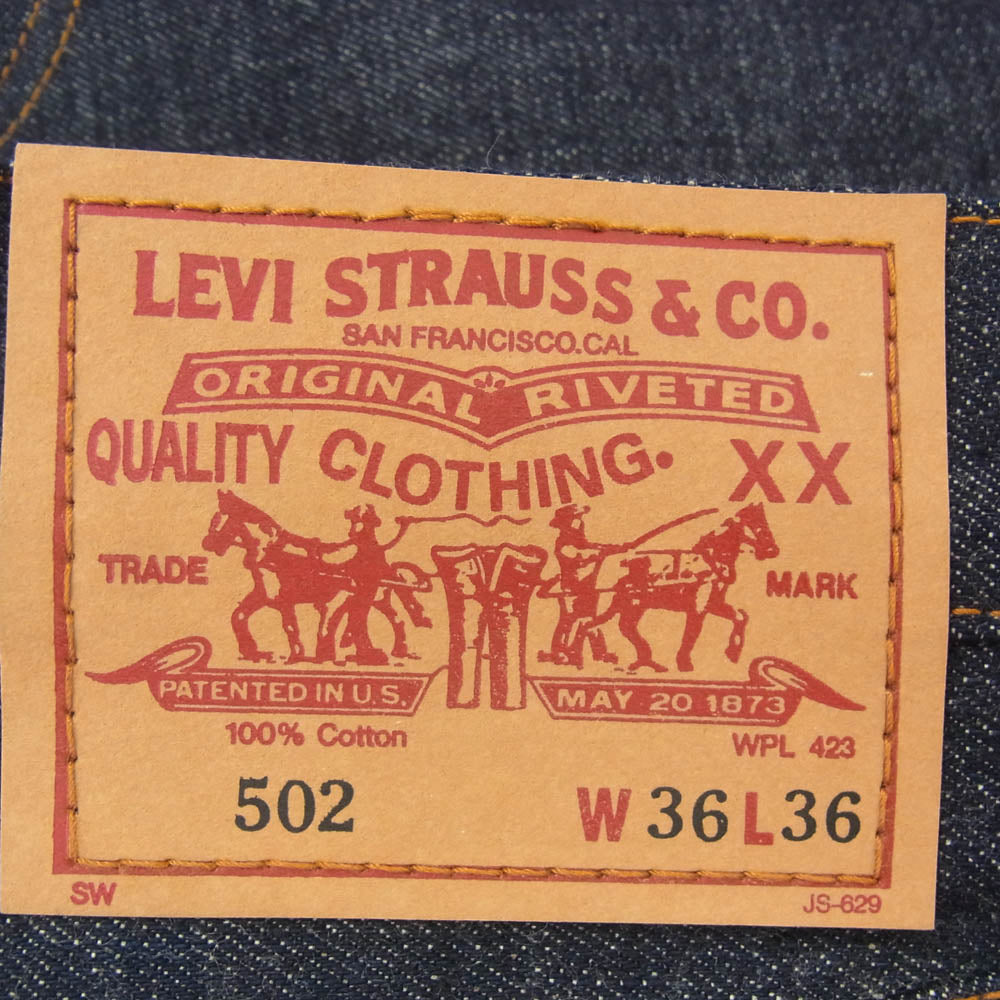 LEVI STRAUSS & CO.
SAN FRANCISCO.CAL
ORIGINAL RIVETED
QUALITY CLOTHING. XX
TRADE MARK
PATENTED IN U.S. MAY 20 1873
100% Cotton WPL 423
502 W 36 L 36
SW JS-629